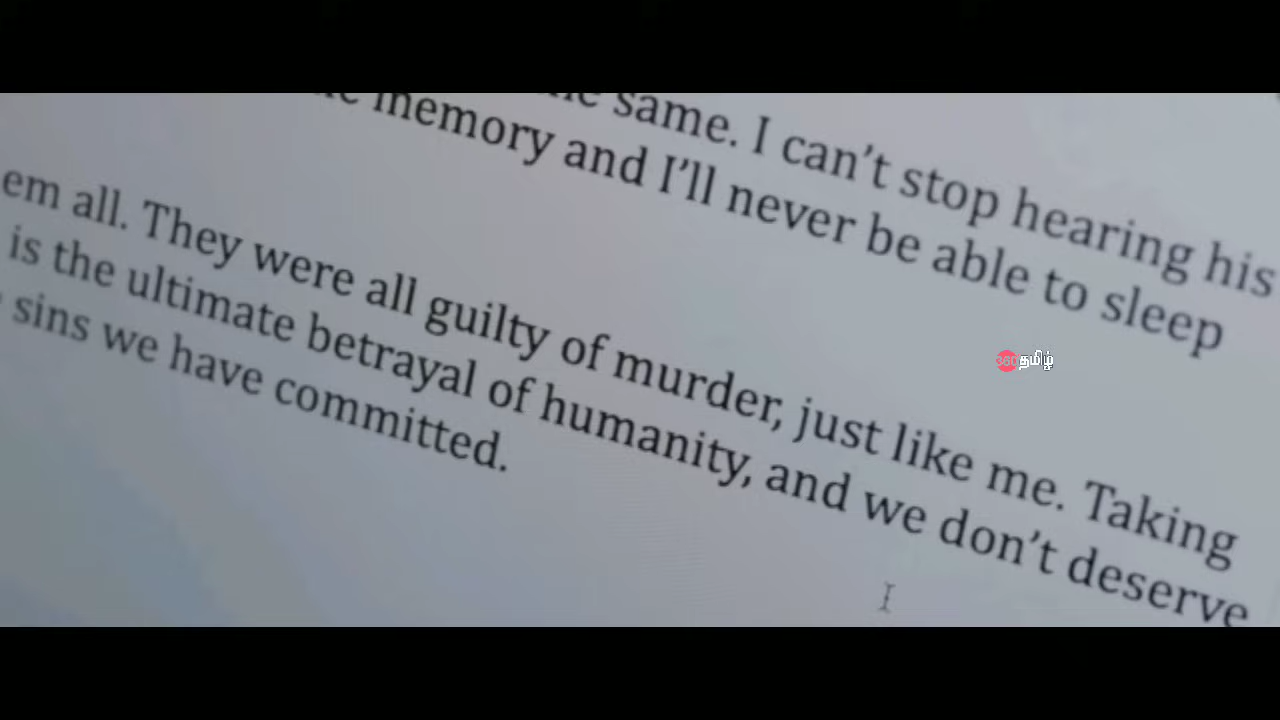 same. I can't stop hearing his
memory and I'll never be able to sleep
em all. They were all guilty of murder, just like me. Taking
is the ultimate betrayal of humanity, and we don't deserve
sins we have committed.
360தமிழ்